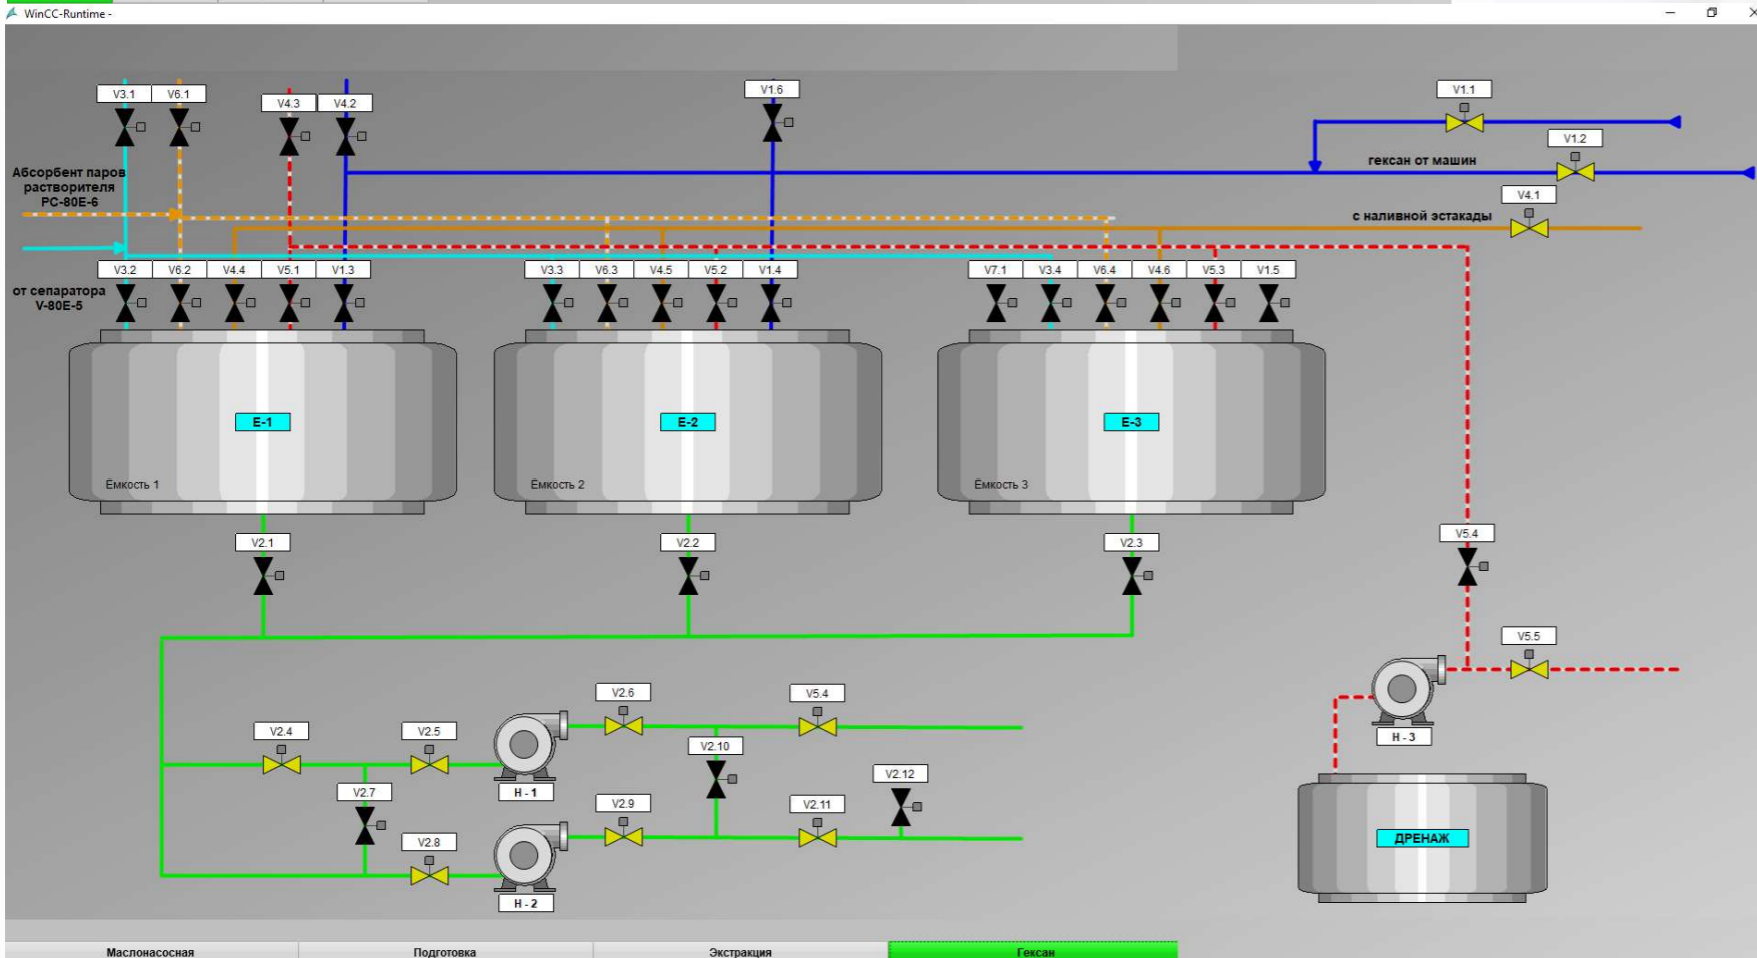 WinCC-Runtime -
V3.1 V6.1 V4.3 V4.2 V1.6 V1.1
V1.2
гексан от машин
Абсорбент паров
растворителя
РС-80Е-6
V4.1
с наливной эстакады
V3.2 V6.2 V4.4 V5.1 V1.3 V3.3 V6.3 V4.5 V5.2 V1.4 V7.1 V3.4 V6.4 V4.6 V5.3 V1.5
от сепаратора
V-80E-5
Е-1 Е-2 Е-3
Ёмкость 1 Ёмкость 2 Ёмкость 3
V2.1 V2.2 V2.3 V5.4
V5.5
V2.6 V5.4
V2.4 V2.5 V2.10 Н - 3
V2.7 Н - 1 V2.9 V2.11 V2.12
V2.8 ДРЕНАЖ
Н - 2
Маслонасосная Подготовка Экстракция Гексан